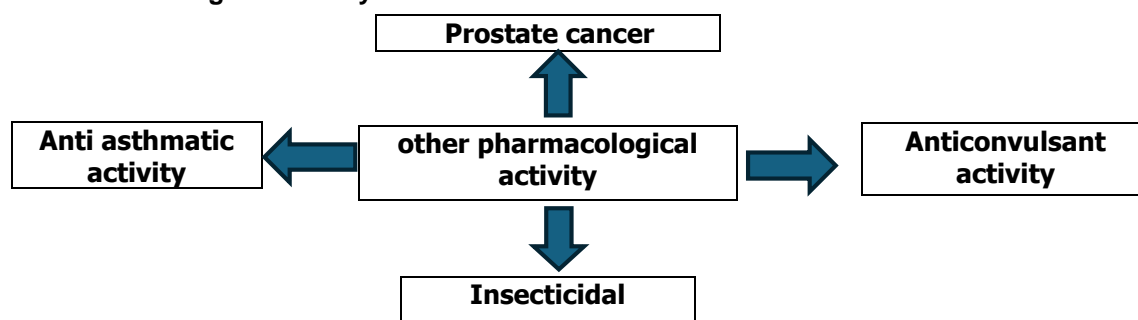 Prostate cancer
Anti asthmatic
activity
other pharmacological
activity
Anticonvulsant
activity
Insecticidal